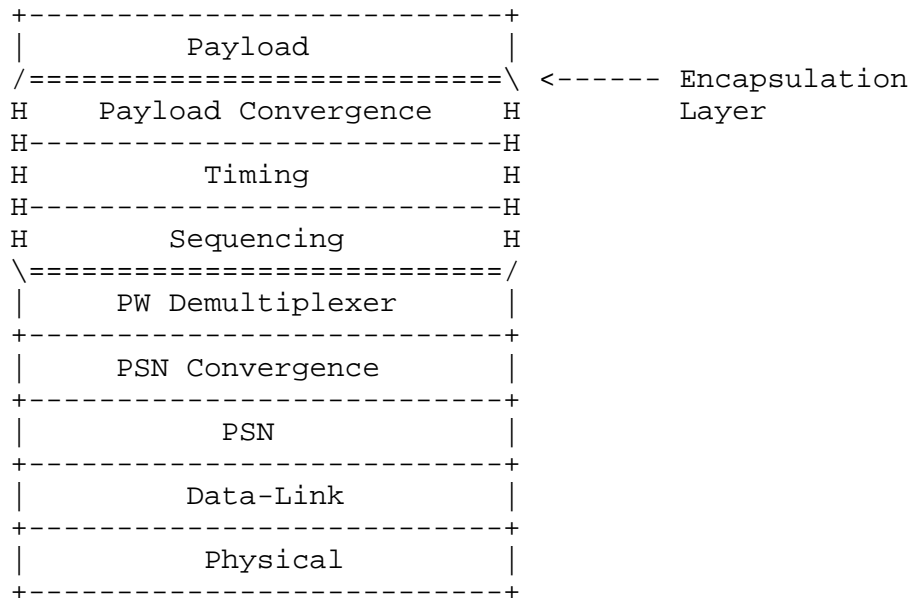 +---------------------------+
|          Payload          |
/===========================\ <------ Encapsulation
H    Payload Convergence    H         Layer
H---------------------------H
H          Timing           H
H---------------------------H
H        Sequencing         H
\===========================/
|     PW Demultiplexer      |
+---------------------------+
|     PSN Convergence       |
+---------------------------+
|           PSN             |
+---------------------------+
|         Data-Link         |
+---------------------------+
|          Physical         |
+---------------------------+